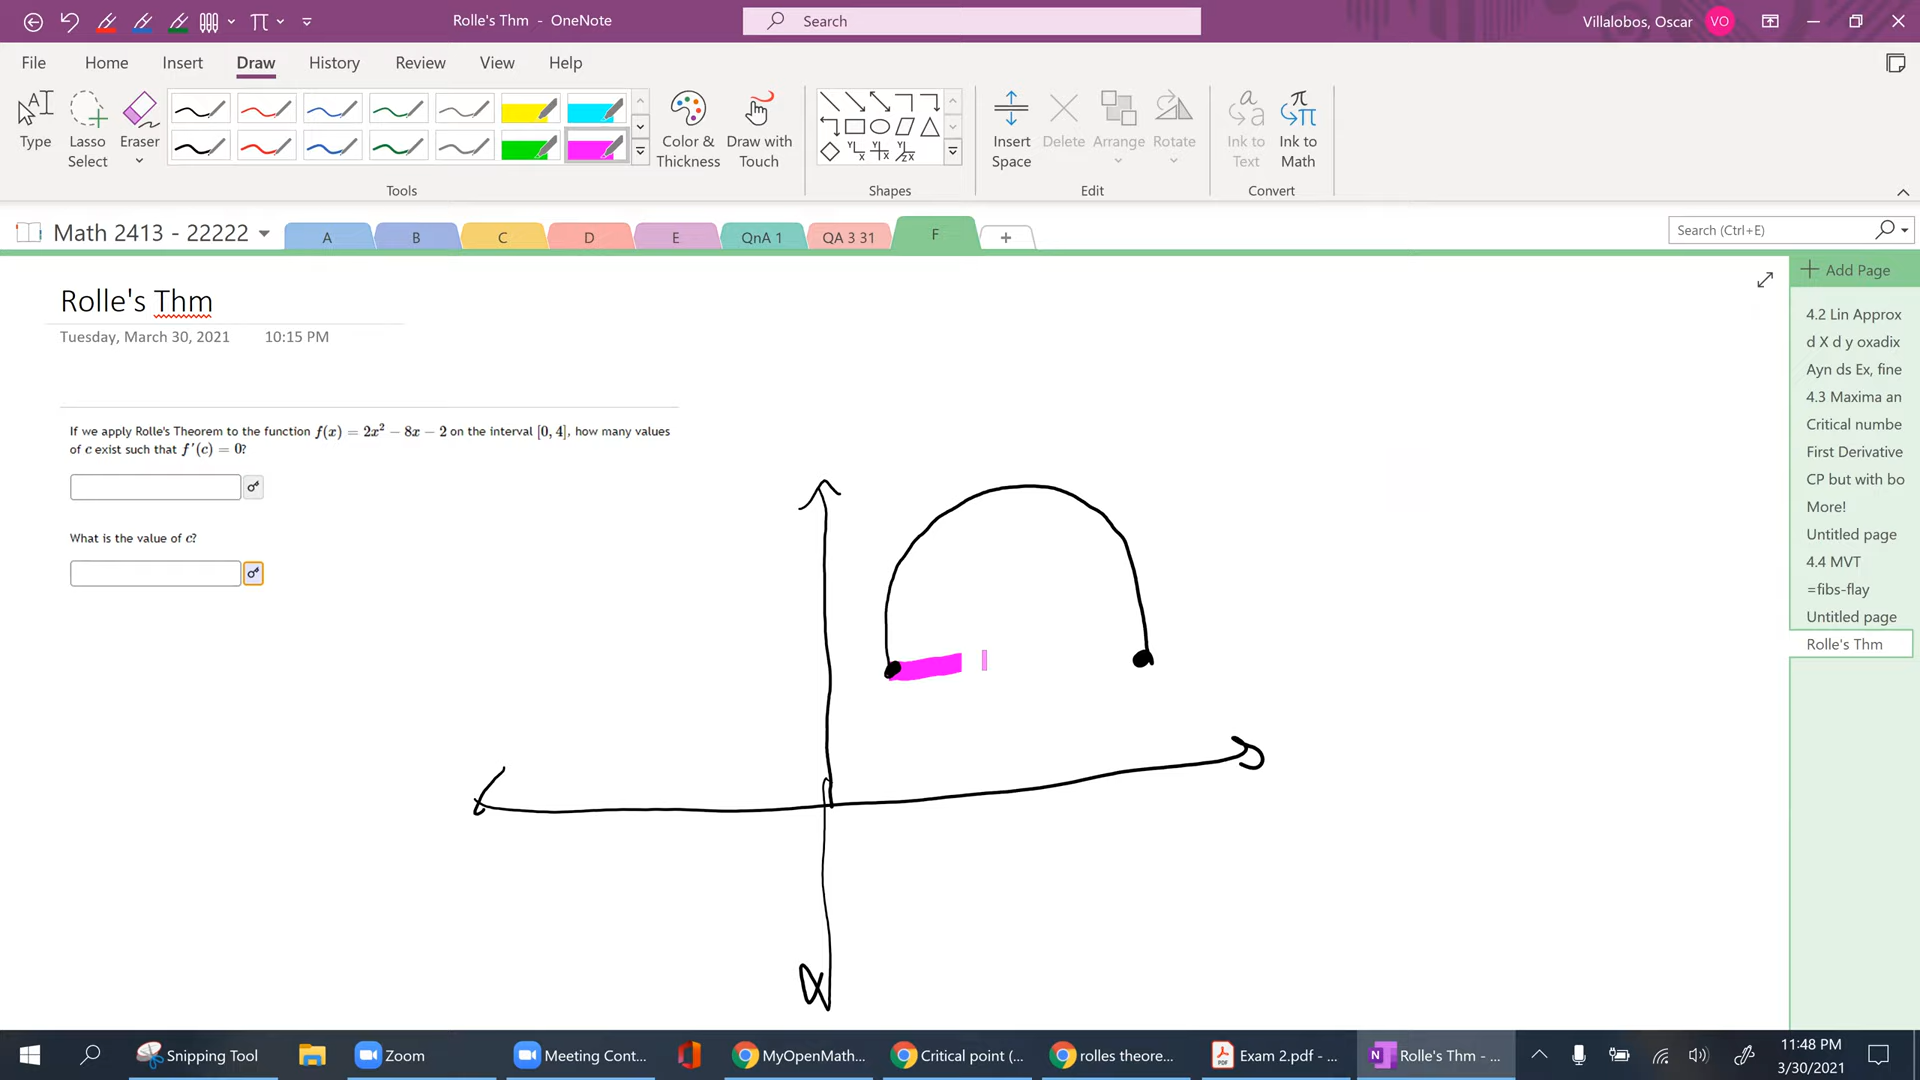 Rolle's Thm - OneNote
Search
Villalobos, Oscar
VO
File
Home
Insert
Draw
History
Review
View
Help
Type
Lasso Select
Eraser
Color & Thickness
Draw with Touch
Insert Space
Delete
Arrange
Rotate
Ink to Text
Ink to Math
Tools
Shapes
Edit
Convert
Math 2413 - 22222
A
B
C
D
E
QnA 1
QA 3 31
F
Search (Ctrl+E)
Rolle's Thm
Tuesday, March 30, 2021
10:15 PM
If we apply Rolle's Theorem to the function f(x) = 2x² − 8x − 2 on the interval [0, 4], how many values
of c exist such that f′(c) = 0?
What is the value of c?
Add Page
4.2 Lin Approx
d X d y oxadix
Ayn ds Ex, fine
4.3 Maxima an
Critical numbe
First Derivative
CP but with bo
More!
Untitled page
4.4 MVT
=fibs-flay
Untitled page
Rolle's Thm
Snipping Tool
Zoom
Meeting Cont...
MyOpenMath...
Critical point (...
rolles theore...
Exam 2.pdf - ...
Rolle's Thm - ...
11:48 PM
3/30/2021